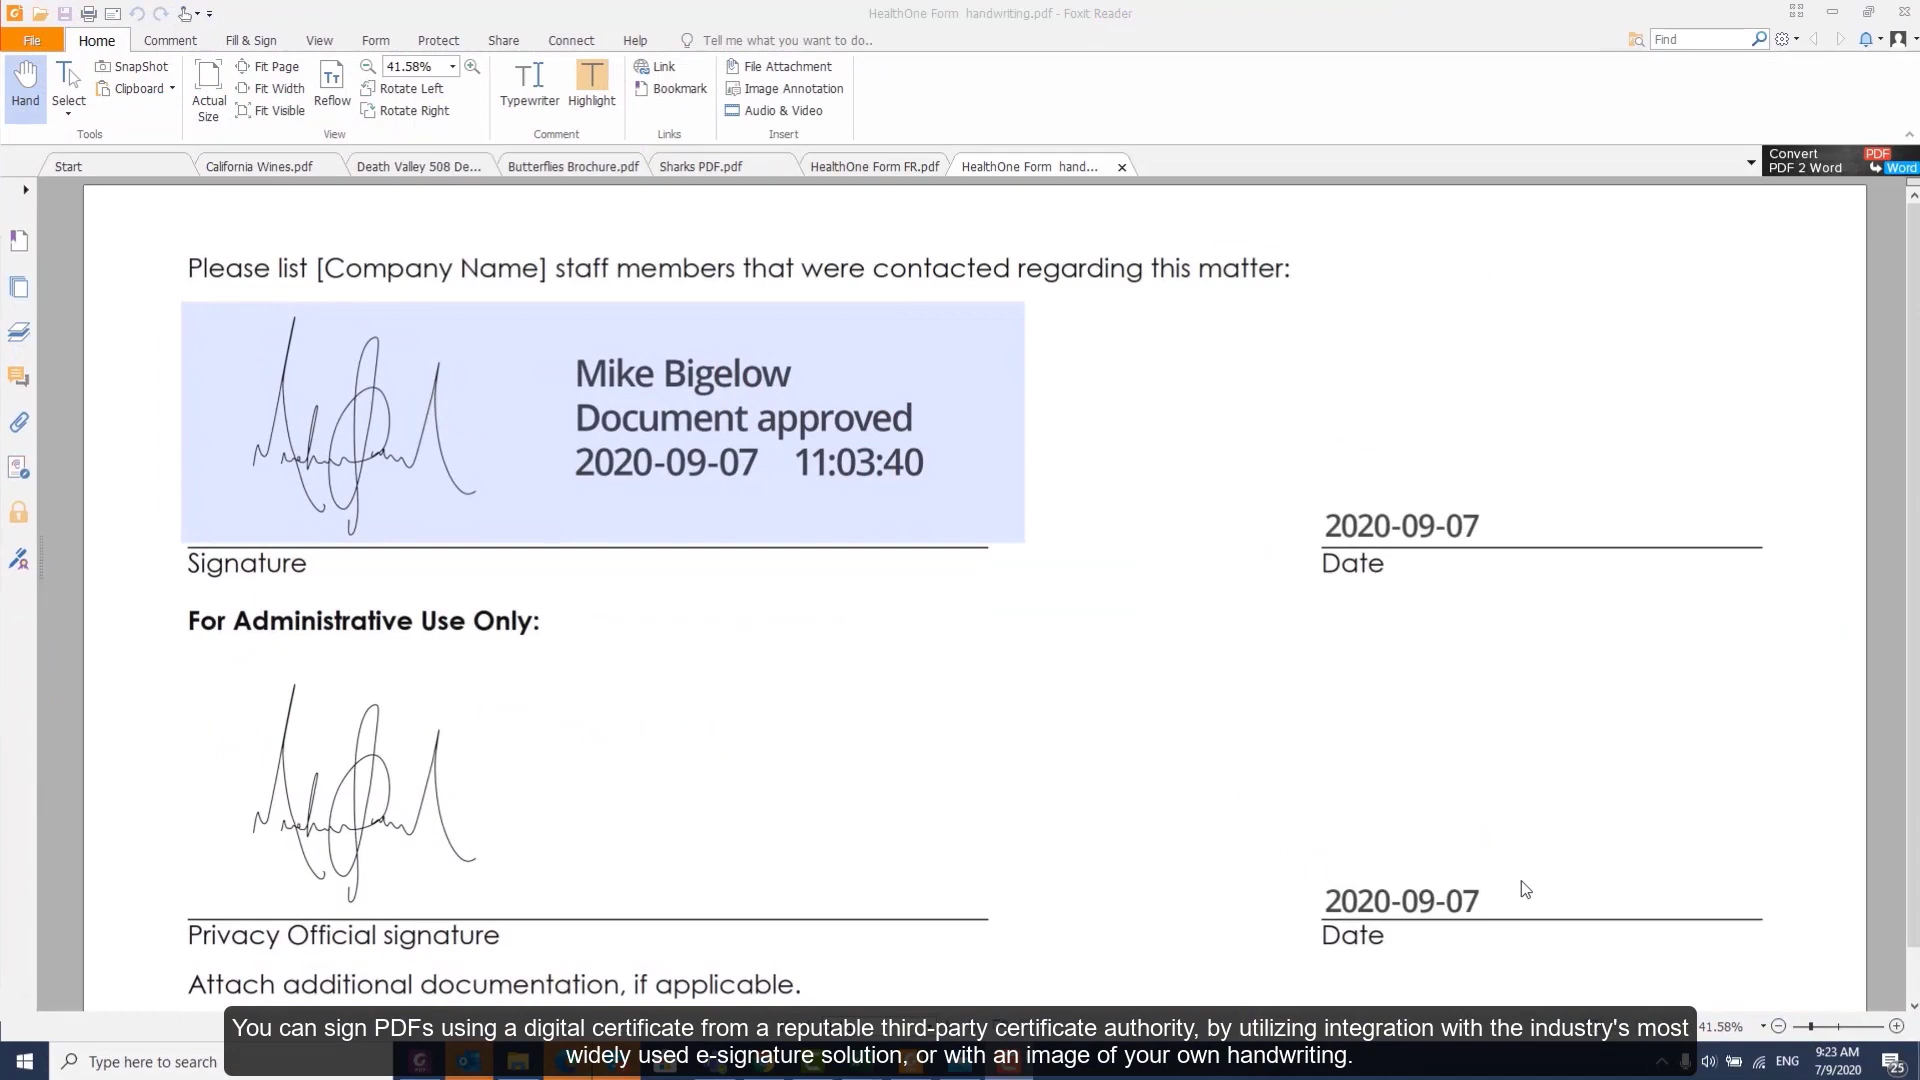 HealthOne Form handwriting.pdf - Foxit Reader
File
Home
Comment
Fill & Sign
View
Form
Protect
Share
Connect
Help
Tell me what you want to do..
Find
Hand
Select
SnapShot
Clipboard
Tools
Actual
Size
Fit Page
Fit Width
Fit Visible
Reflow
41.58%
Rotate Left
Rotate Right
View
Typewriter
Highlight
Comment
Link
Bookmark
Links
File Attachment
Image Annotation
Audio & Video
Insert
Start
California Wines.pdf
Death Valley 508 De...
Butterflies Brochure.pdf
Sharks PDF.pdf
HealthOne Form FR.pdf
HealthOne Form hand...
Convert
PDF 2 Word
PDF
Word
Please list [Company Name] staff members that were contacted regarding this matter:
Mike Bigelow
Document approved
2020-09-07 11:03:40
2020-09-07
Signature
Date
For Administrative Use Only:
2020-09-07
Privacy Official signature
Date
Attach additional documentation, if applicable.
You can sign PDFs using a digital certificate from a reputable third-party certificate authority, by utilizing integration with the industry's most
widely used e-signature solution, or with an image of your own handwriting.
41.58%
Type here to search
ENG
9:23 AM
7/9/2020
25